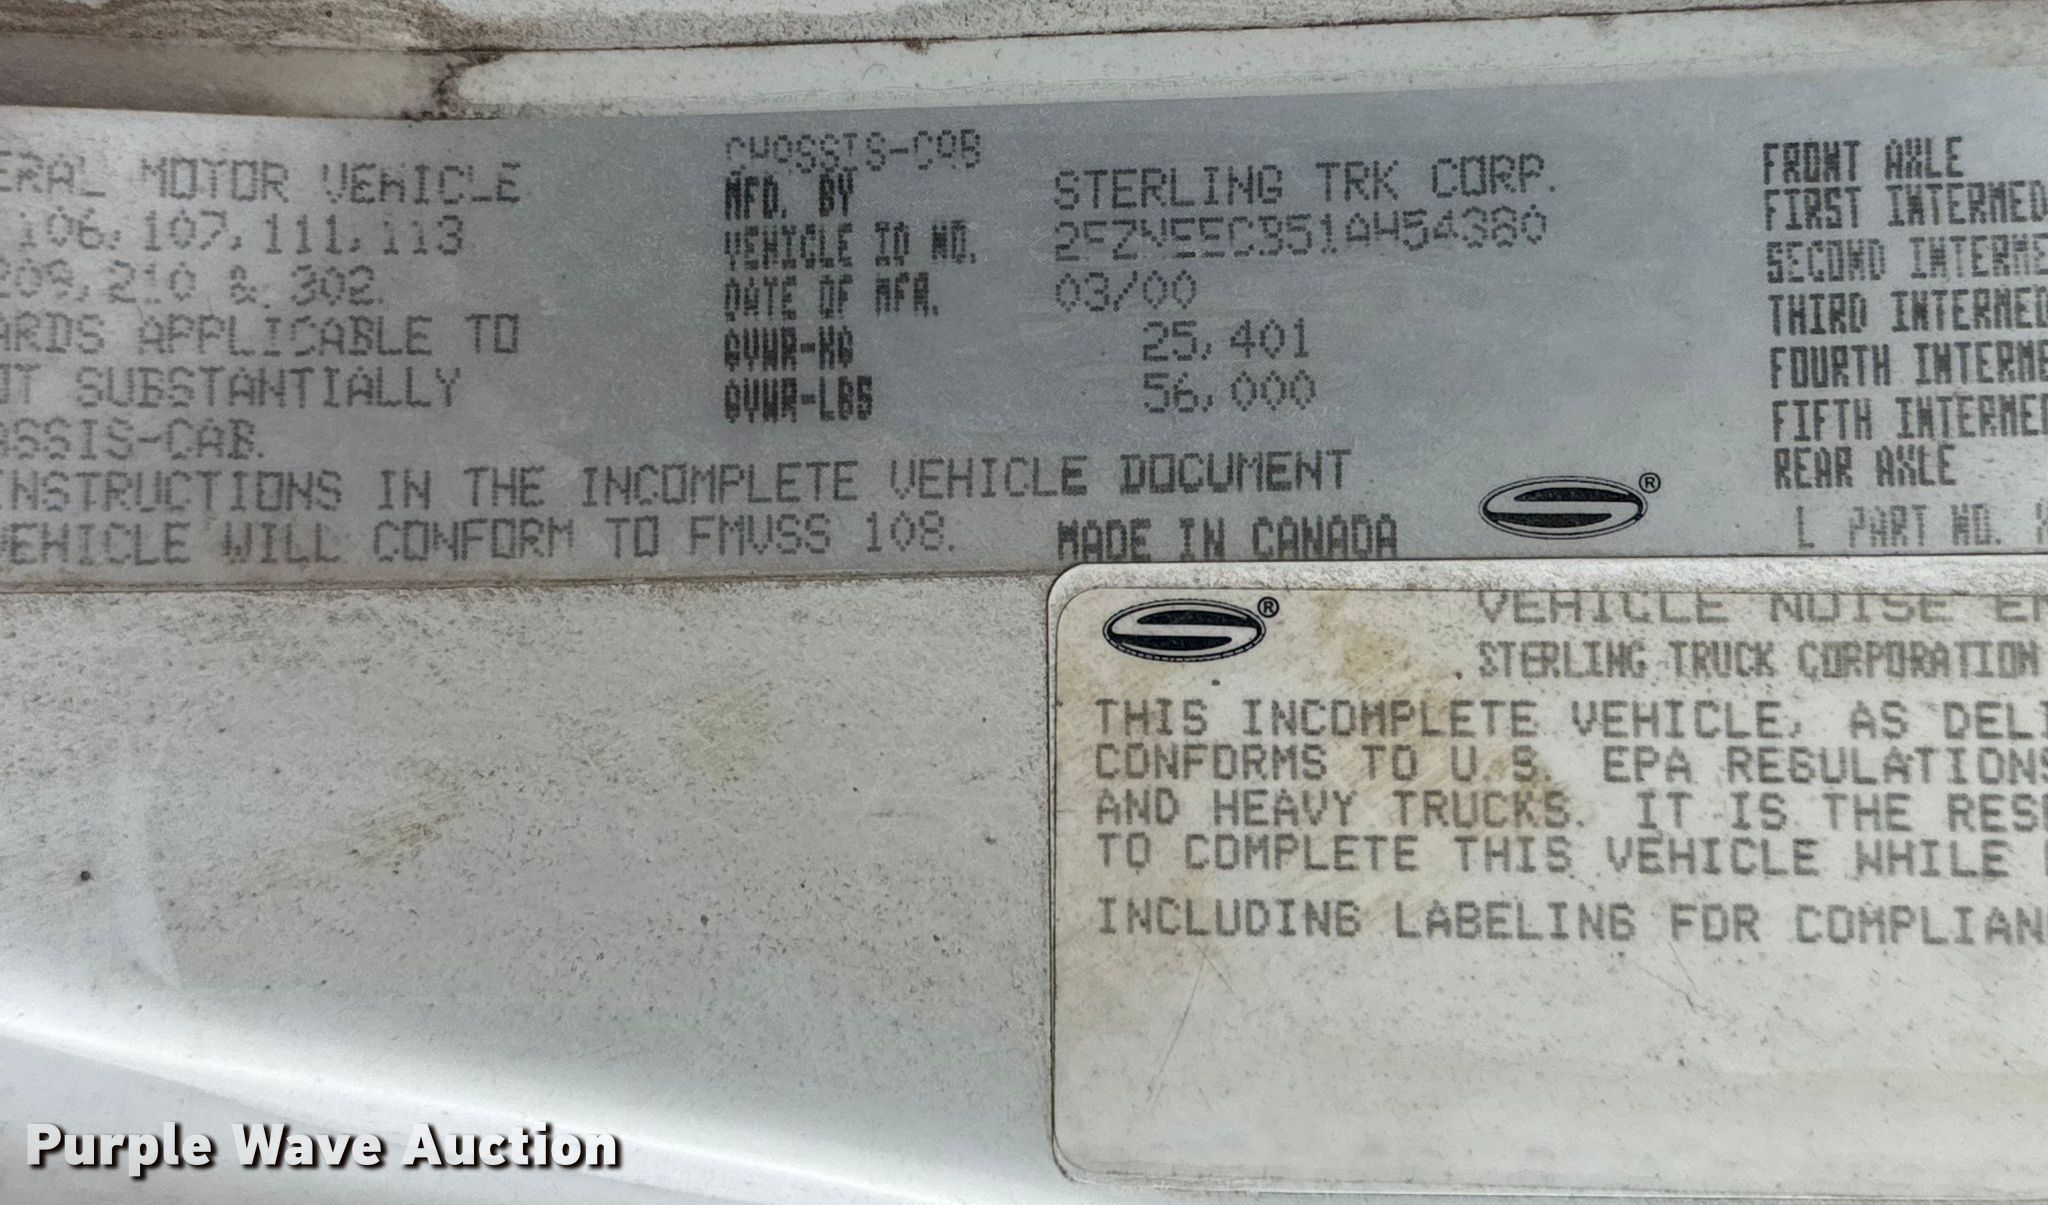 ERAL MOTOR VEHICLE
106, 107, 111, 113
209, 210 & 302.
ARDS APPLICABLE TO
OT SUBSTANTIALLY
ASSIS-CAB.
INSTRUCTIONS IN THE INCOMPLETE VEHICLE DOCUMENT
VEHICLE WILL CONFORM TO FMVSS 108.
CHASSIS-CAB
MFD. BY STERLING TRK CORP.
VEHICLE ID NO. 2FZNEECB51AH54380
DATE OF MFR. 03/00
GVWR-KG 25,401
GVWR-LBS 56,000
MADE IN CANADA
®
FRONT AXLE
FIRST INTERMED
SECOND INTERME
THIRD INTERMED
FOURTH INTERME
FIFTH INTERMED
REAR AXLE
L PART NO.
®
VEHICLE NOISE E
STERLING TRUCK CORPORATION
THIS INCOMPLETE VEHICLE, AS DELI
CONFORMS TO U.S. EPA REGULATIONS
AND HEAVY TRUCKS. IT IS THE RES
TO COMPLETE THIS VEHICLE WHILE
INCLUDING LABELING FOR COMPLIAN
Purple Wave Auction